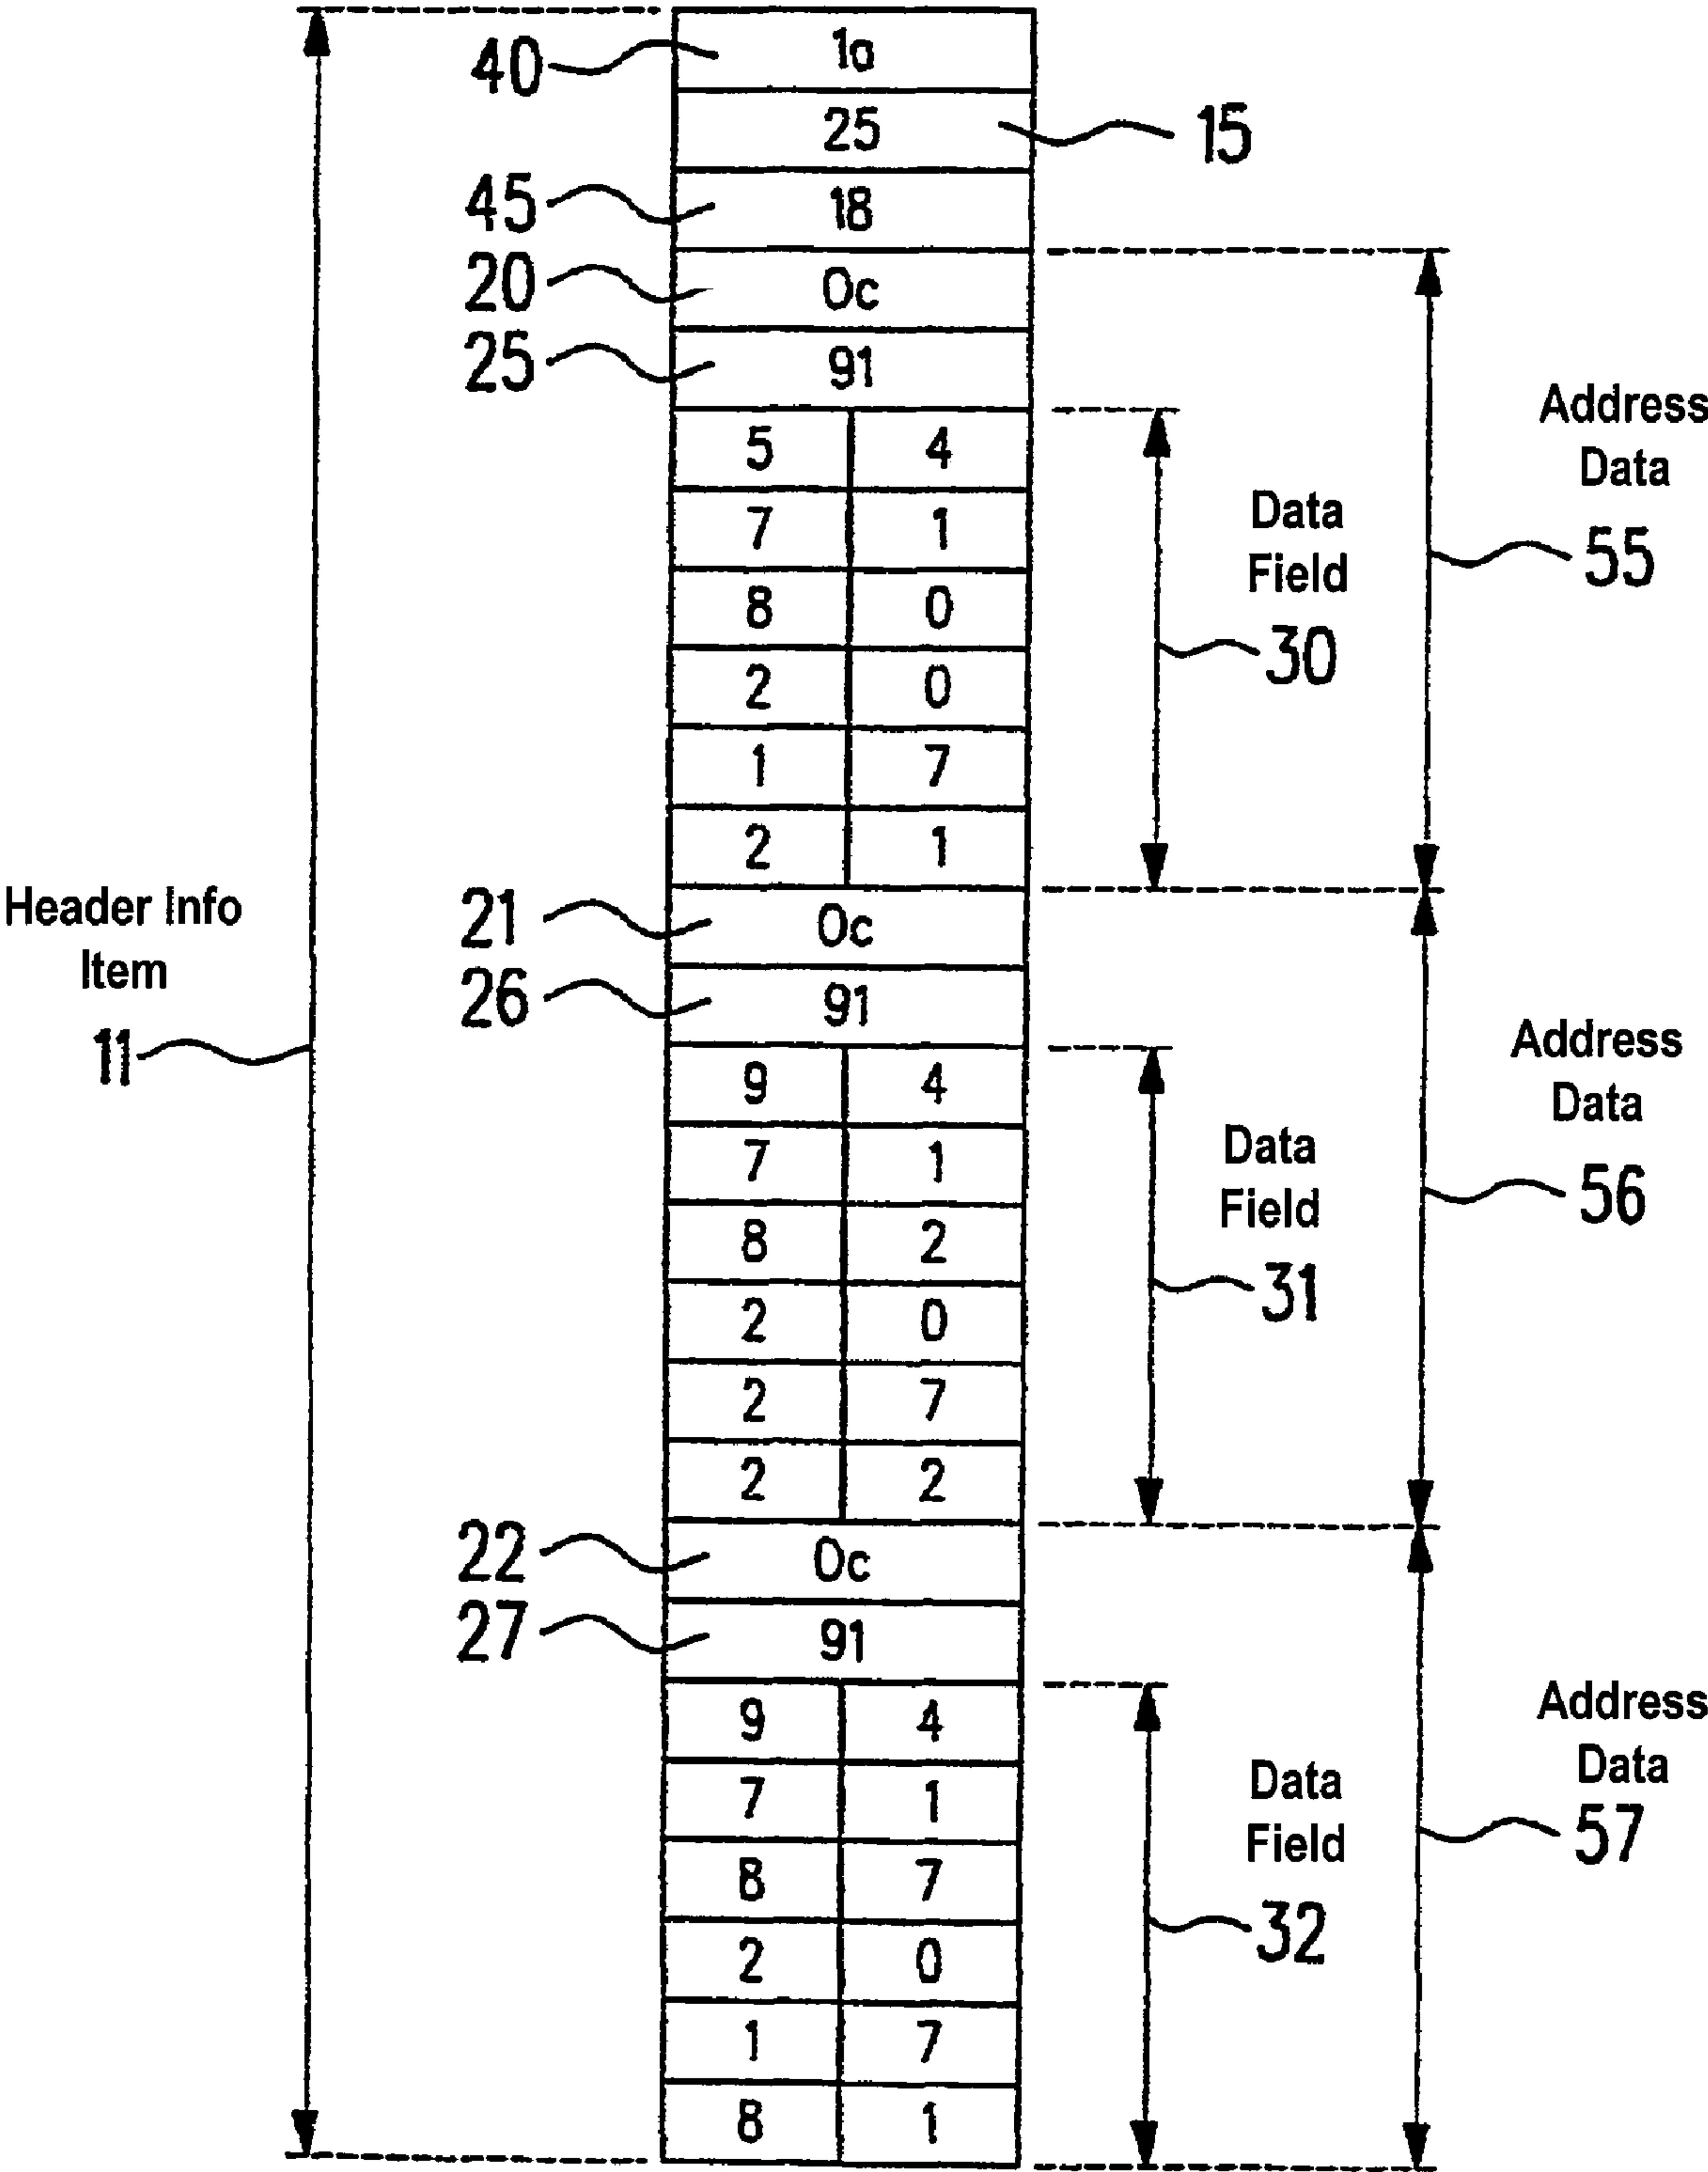 40 1a
25 15
45 18
20 0c
25 91
5 4
7 1
8 0
2 0
1 7
2 1
Data
Field
30
Address
Data
55
Header Info
Item
11
21 0c
26 91
9 4
7 1
8 2
2 0
2 7
2 2
Data
Field
31
Address
Data
56
22 0c
27 91
9 4
7 1
8 7
2 0
1 7
8 1
Data
Field
32
Address
Data
57